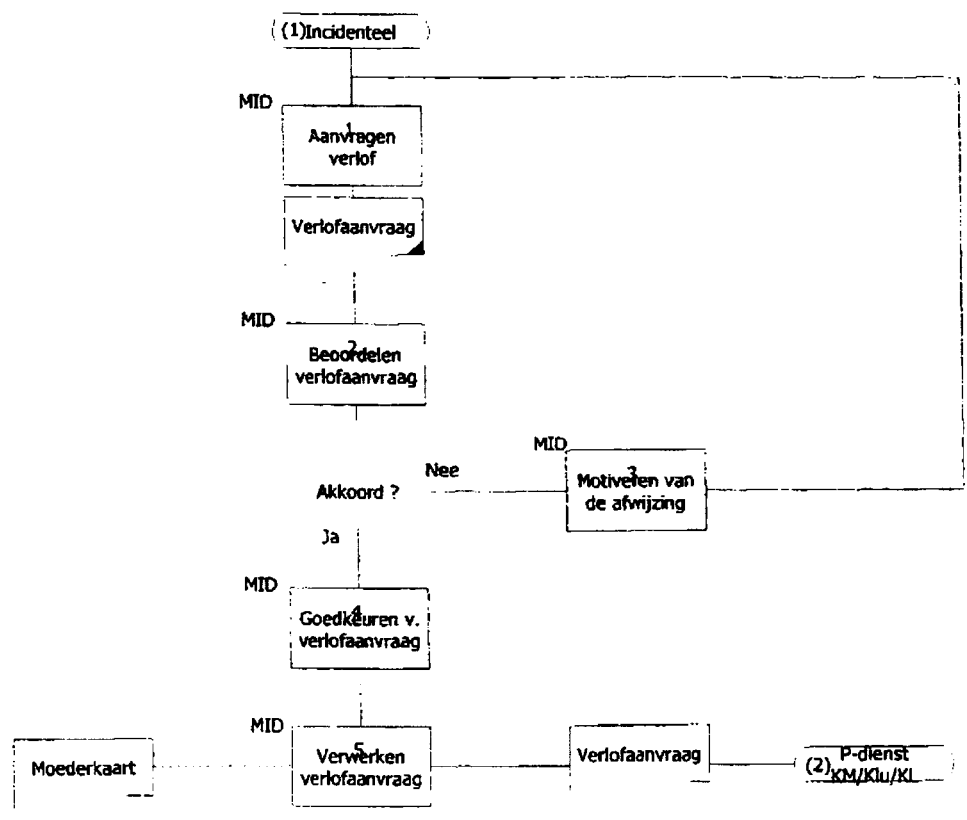 (1)Incidenteel
MID
1
Aanvragen
verlof
Verlofaanvraag
MID
2
Beoordelen
verlofaanvraag
Akkoord ?
Nee
MID
3
Motiveren van
de afwijzing
Ja
MID
4
Goedkeuren v.
verlofaanvraag
MID
5
Verwerken
verlofaanvraag
Moederkaart
Verlofaanvraag
(2)
P-dienst
KM/Klu/KL